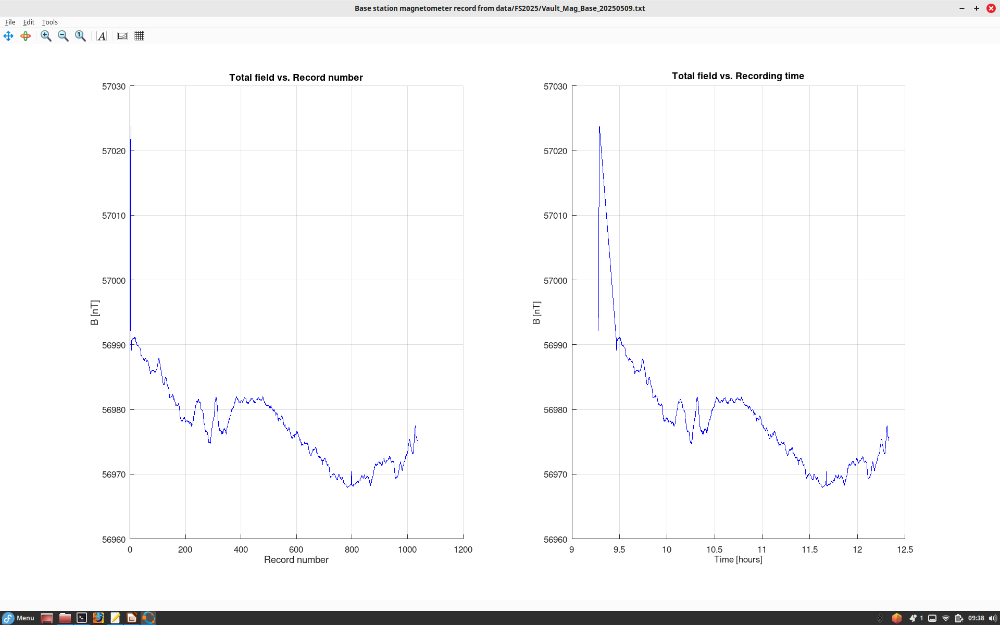 Base station magnetometer record from data/FS2025/Vault_Mag_Base_20250509.txt
File Edit Tools
1
A
Total field vs. Record number
57030
57020
57010
57000
56990
56980
56970
56960
B [nT]
0 200 400 600 800 1000 1200
Record number
Total field vs. Recording time
57030
57020
57010
57000
56990
56980
56970
56960
B [nT]
9 9.5 10 10.5 11 11.5 12 12.5
Time [hours]
Menu
1
09:38